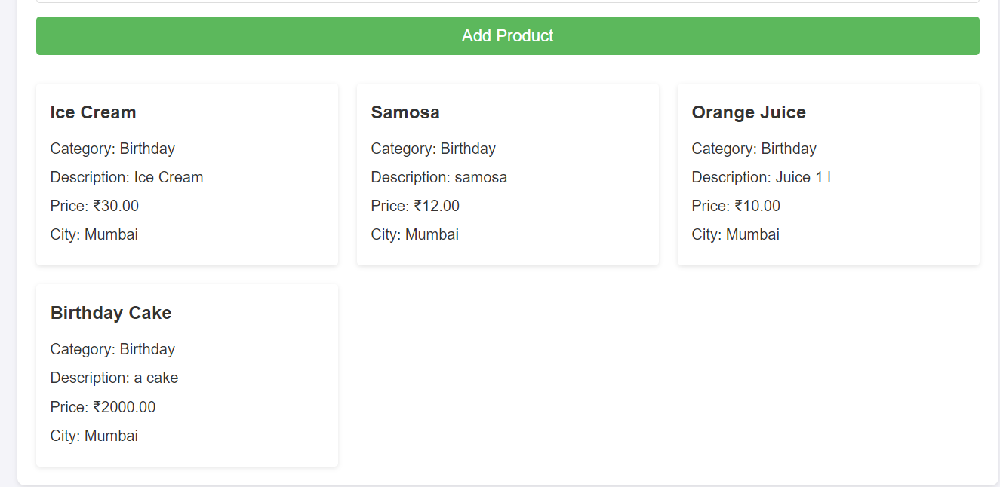 Add Product
Ice Cream
Category: Birthday
Description: Ice Cream
Price: ₹30.00
City: Mumbai
Samosa
Category: Birthday
Description: samosa
Price: ₹12.00
City: Mumbai
Orange Juice
Category: Birthday
Description: Juice 1 l
Price: ₹10.00
City: Mumbai
Birthday Cake
Category: Birthday
Description: a cake
Price: ₹2000.00
City: Mumbai